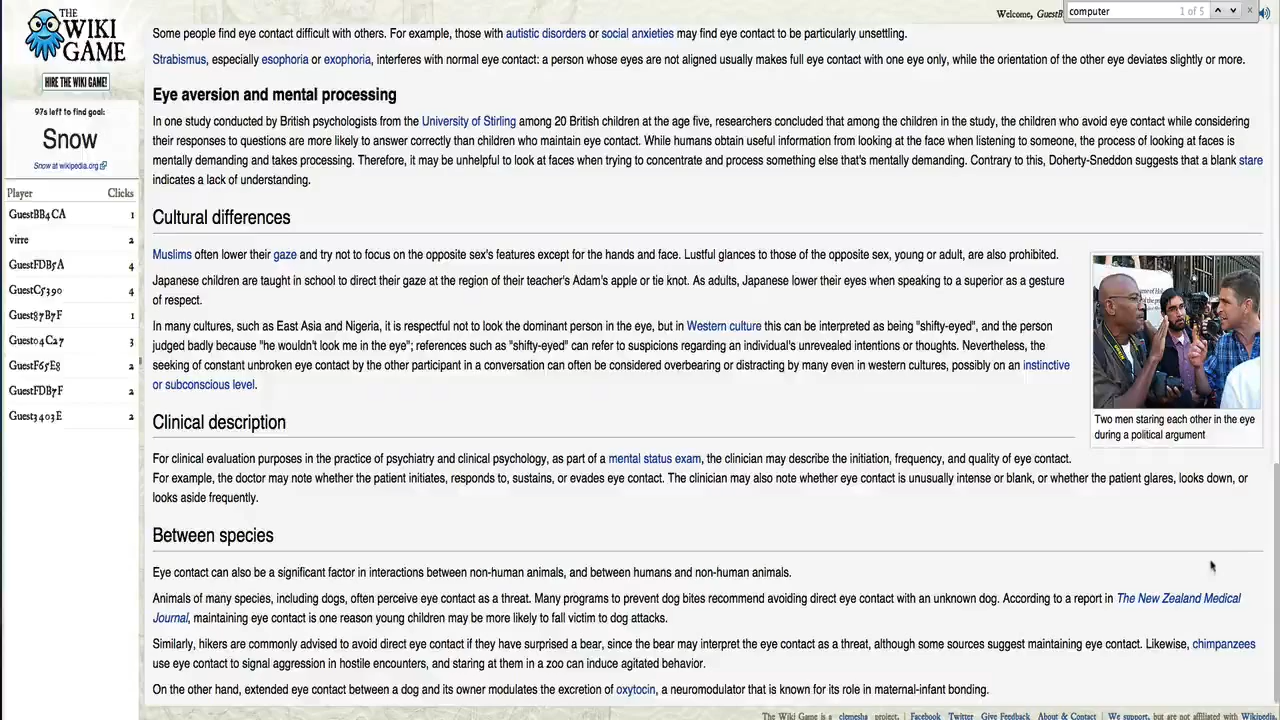 THE
WIKI
GAME
HIRE THE WIKI GAME!
97s left to find goal:
Snow
Snow at wikipedia.org
Player Clicks
GuestBB4CA 1
virre 2
GuestFDB5A 4
GuestC5390 4
Guest87B7F 1
Guest04C27 3
GuestF65E8 2
GuestFDB7F 2
Guest3403E 2
Welcome, GuestB
computer 1 of 5
Some people find eye contact difficult with others. For example, those with autistic disorders or social anxieties may find eye contact to be particularly unsettling.
Strabismus, especially esophoria or exophoria, interferes with normal eye contact: a person whose eyes are not aligned usually makes full eye contact with one eye only, while the orientation of the other eye deviates slightly or more.
Eye aversion and mental processing
In one study conducted by British psychologists from the University of Stirling among 20 British children at the age five, researchers concluded that among the children in the study, the children who avoid eye contact while considering
their responses to questions are more likely to answer correctly than children who maintain eye contact. While humans obtain useful information from looking at the face when listening to someone, the process of looking at faces is
mentally demanding and takes processing. Therefore, it may be unhelpful to look at faces when trying to concentrate and process something else that's mentally demanding. Contrary to this, Doherty-Sneddon suggests that a blank stare
indicates a lack of understanding.
Cultural differences
Muslims often lower their gaze and try not to focus on the opposite sex's features except for the hands and face. Lustful glances to those of the opposite sex, young or adult, are also prohibited.
Japanese children are taught in school to direct their gaze at the region of their teacher's Adam's apple or tie knot. As adults, Japanese lower their eyes when speaking to a superior as a gesture
of respect.
In many cultures, such as East Asia and Nigeria, it is respectful not to look the dominant person in the eye, but in Western culture this can be interpreted as being "shifty-eyed", and the person
judged badly because "he wouldn't look me in the eye"; references such as "shifty-eyed" can refer to suspicions regarding an individual's unrevealed intentions or thoughts. Nevertheless, the
seeking of constant unbroken eye contact by the other participant in a conversation can often be considered overbearing or distracting by many even in western cultures, possibly on an instinctive
or subconscious level.
Two men staring each other in the eye
during a political argument
Clinical description
For clinical evaluation purposes in the practice of psychiatry and clinical psychology, as part of a mental status exam, the clinician may describe the initiation, frequency, and quality of eye contact.
For example, the doctor may note whether the patient initiates, responds to, sustains, or evades eye contact. The clinician may also note whether eye contact is unusually intense or blank, or whether the patient glares, looks down, or
looks aside frequently.
Between species
Eye contact can also be a significant factor in interactions between non-human animals, and between humans and non-human animals.
Animals of many species, including dogs, often perceive eye contact as a threat. Many programs to prevent dog bites recommend avoiding direct eye contact with an unknown dog. According to a report in The New Zealand Medical
Journal, maintaining eye contact is one reason young children may be more likely to fall victim to dog attacks.
Similarly, hikers are commonly advised to avoid direct eye contact if they have surprised a bear, since the bear may interpret the eye contact as a threat, although some sources suggest maintaining eye contact. Likewise, chimpanzees
use eye contact to signal aggression in hostile encounters, and staring at them in a zoo can induce agitated behavior.
On the other hand, extended eye contact between a dog and its owner modulates the excretion of oxytocin, a neuromodulator that is known for its role in maternal-infant bonding.
The Wiki Game is a clemesha project. | Facebook Twitter Give Feedback About & Contact | We support, but are not affiliated with Wikipedia